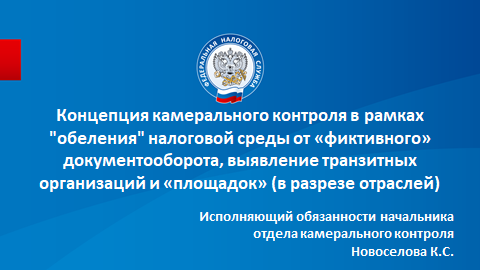 ФЕДЕРАЛЬНАЯ НАЛОГОВАЯ СЛУЖБА
Концепция камерального контроля в рамках
"обеления" налоговой среды от «фиктивного»
документооборота, выявление транзитных
организаций и «площадок» (в разрезе отраслей)
Исполняющий обязанности начальника
отдела камерального контроля
Новоселова К.С.